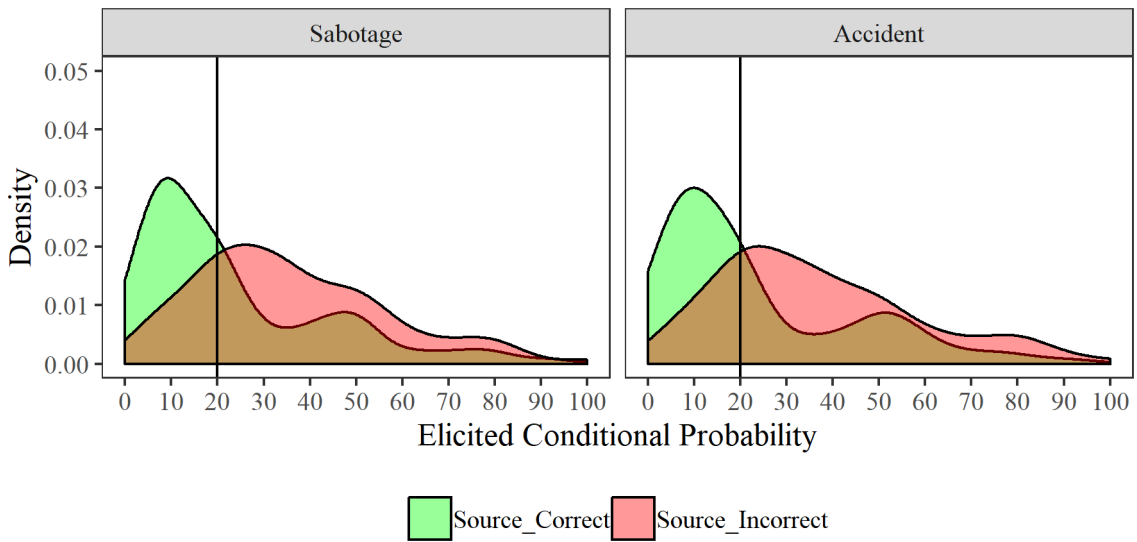 Sabotage
Accident
0.05
0.04
0.03
0.02
0.01
0.00
Density
0 10 20 30 40 50 60 70 80 90 100
0 10 20 30 40 50 60 70 80 90 100
Elicited Conditional Probability
Source_Correct
Source_Incorrect